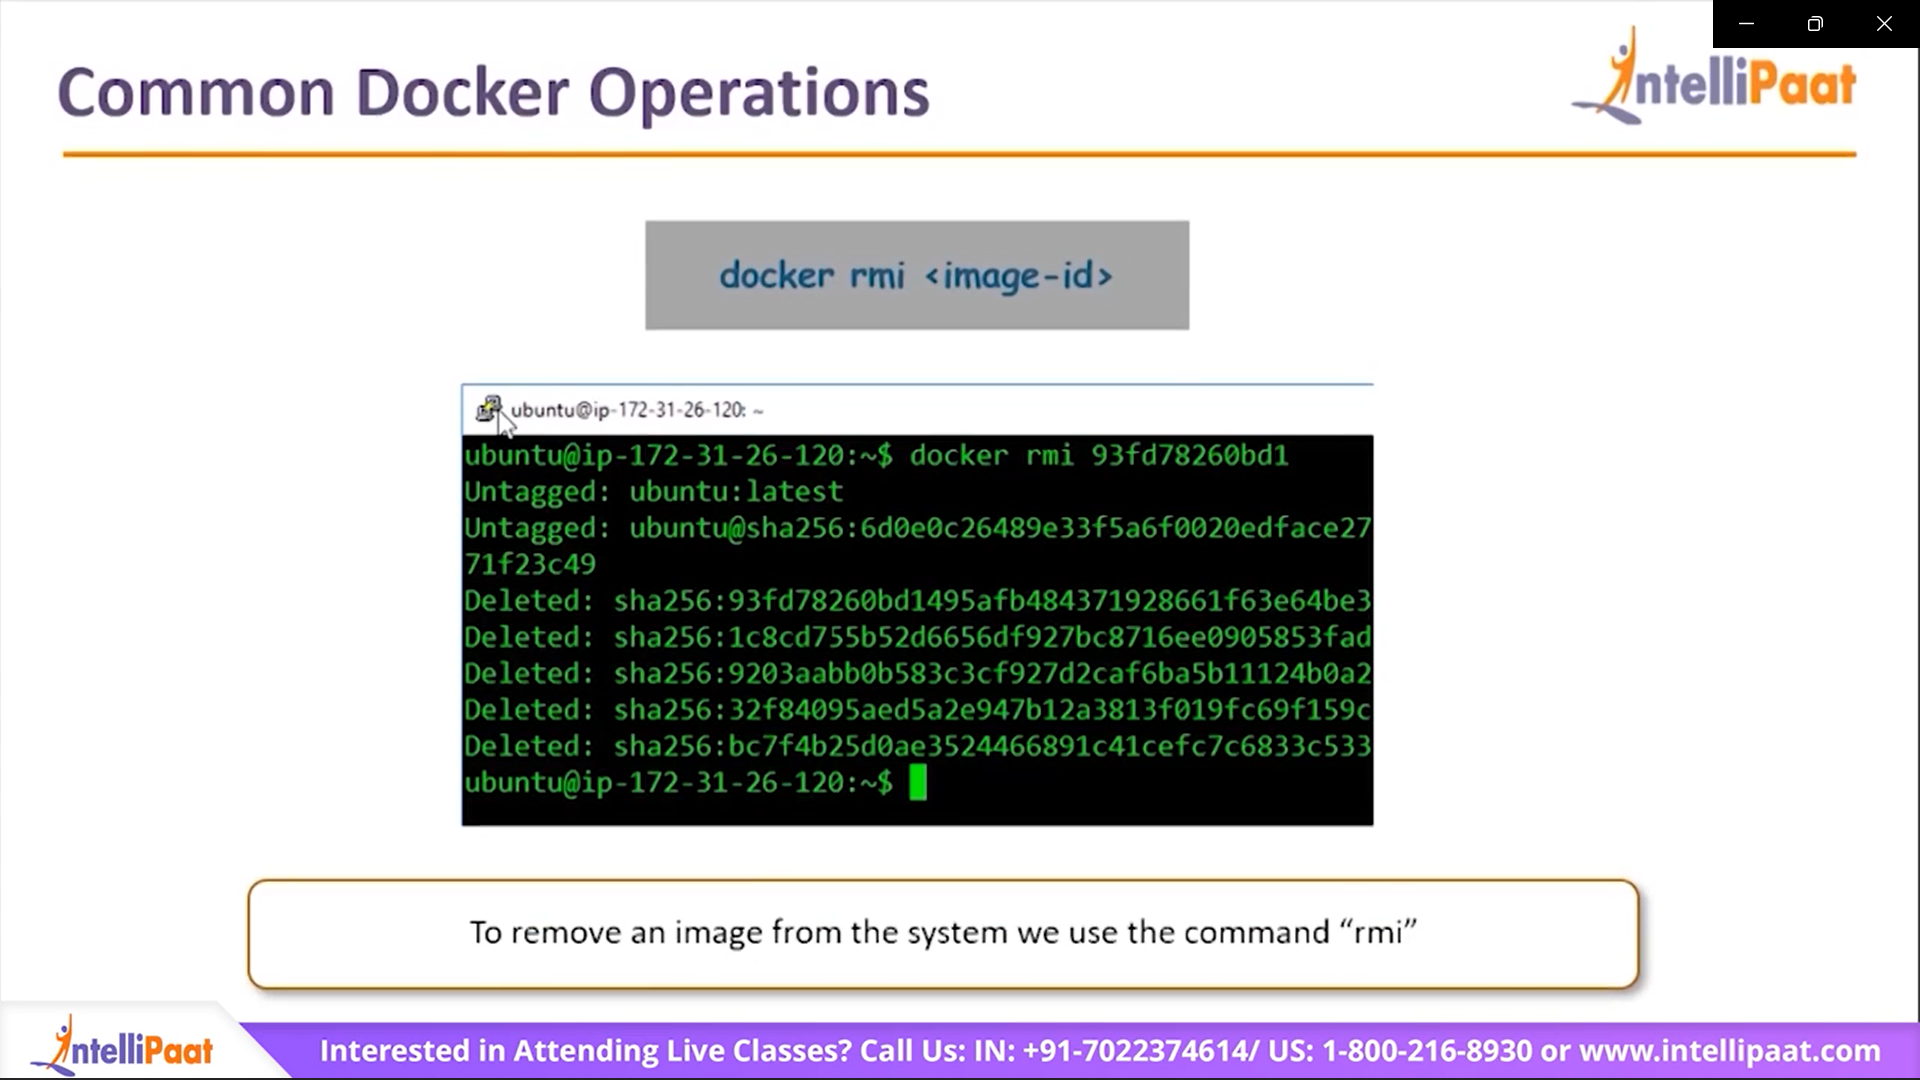 Common Docker Operations
IntelliPaat
docker rmi <image-id>
ubuntu@ip-172-31-26-120: ~
ubuntu@ip-172-31-26-120:~$ docker rmi 93fd78260bd1
Untagged: ubuntu:latest
Untagged: ubuntu@sha256:6d0e0c26489e33f5a6f0020edface27
71f23c49
Deleted: sha256:93fd78260bd1495afb484371928661f63e64be3
Deleted: sha256:1c8cd755b52d6656df927bc8716ee0905853fad
Deleted: sha256:9203aabb0b583c3cf927d2caf6ba5b11124b0a2
Deleted: sha256:32f84095aed5a2e947b12a3813f019fc69f159c
Deleted: sha256:bc7f4b25d0ae3524466891c41cefc7c6833c533
ubuntu@ip-172-31-26-120:~$
To remove an image from the system we use the command “rmi”
IntelliPaat
Interested in Attending Live Classes? Call Us: IN: +91-7022374614/ US: 1-800-216-8930 or www.intellipaat.com